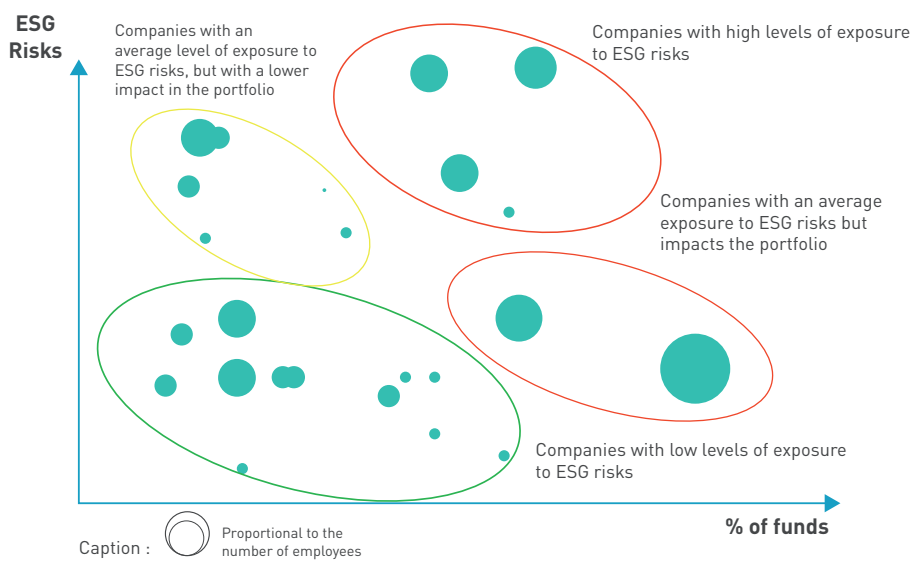 ESG
Risks
Companies with an
average level of exposure to
ESG risks, but with a lower
impact in the portfolio
Companies with high levels of exposure
to ESG risks
Companies with an average
exposure to ESG risks but
impacts the portfolio
Companies with low levels of exposure
to ESG risks
% of funds
Caption :
Proportional to the
number of employees